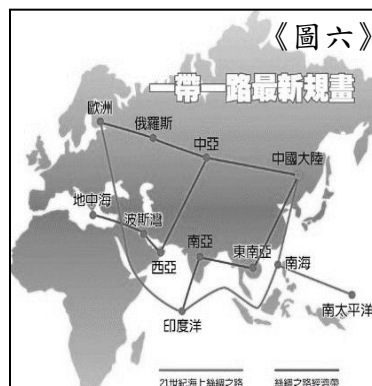 《圖六》
一帶一路最新規畫
歐洲
俄羅斯
中亞
中國大陸
地中海
波斯灣
西亞
南亞
東南亞
南海
印度洋
南太平洋
21世紀海上絲綢之路
絲綢之路經濟帶